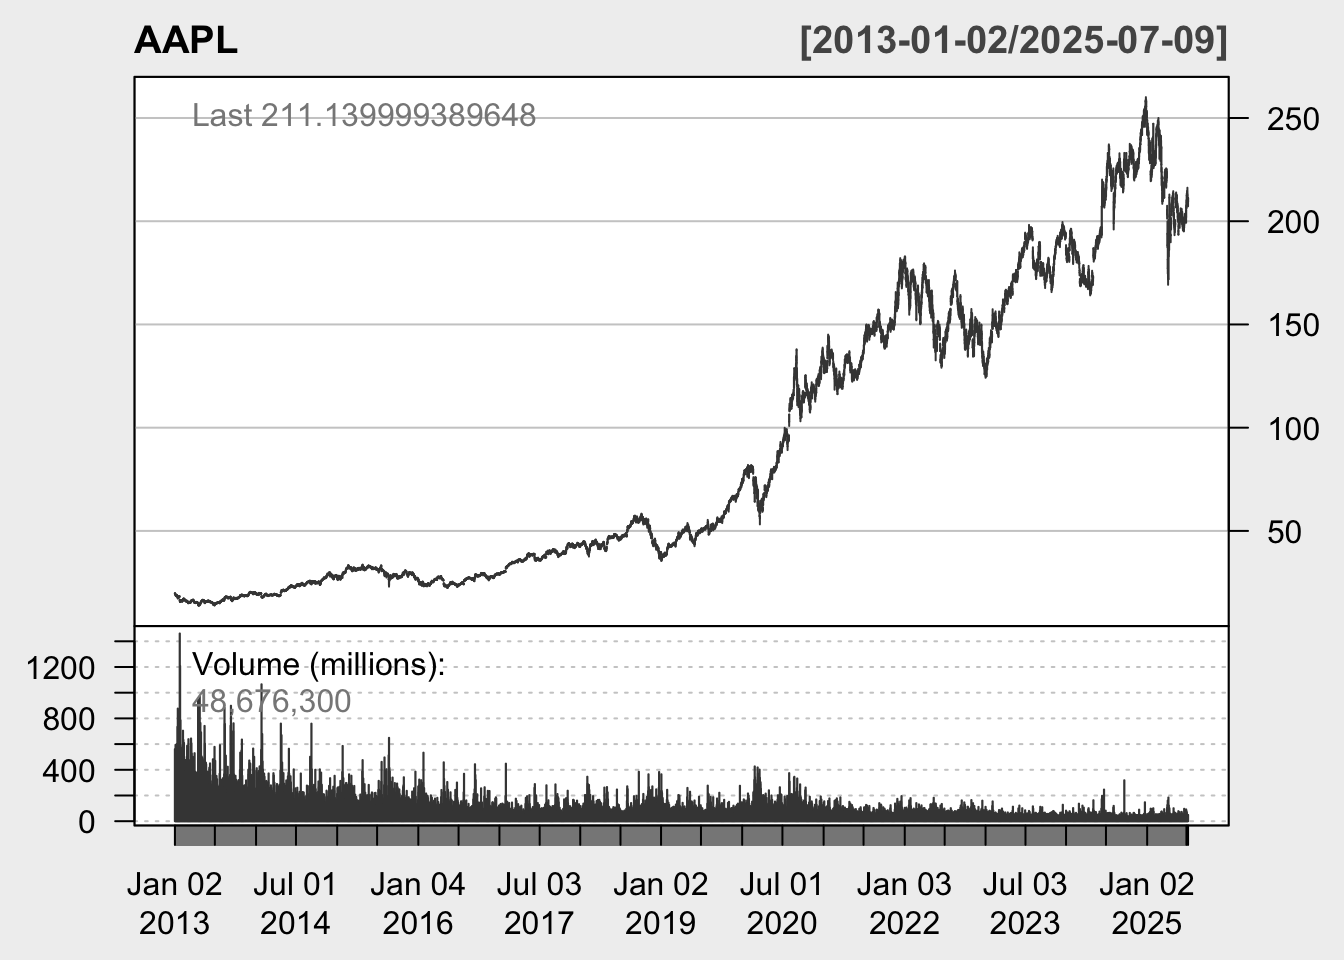 AAPL [2013-01-02/2025-07-09]
Last 211.139999389648
250
200
150
100
50
Volume (millions):
48,676,300
1200
800
400
0
Jan 02 Jul 01 Jan 04 Jul 03 Jan 02 Jul 01 Jan 03 Jul 03 Jan 02
2013 2014 2016 2017 2019 2020 2022 2023 2025